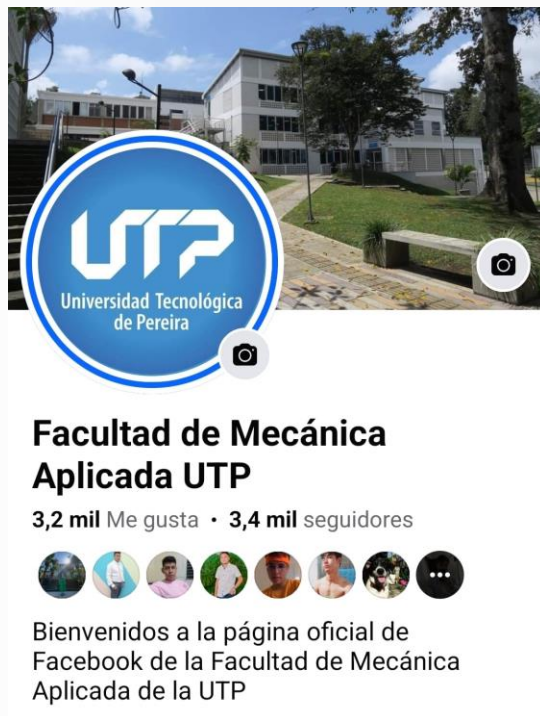 UTP
Universidad Tecnológica
de Pereira
Facultad de Mecánica
Aplicada UTP
3,2 mil Me gusta • 3,4 mil seguidores
Bienvenidos a la página oficial de
Facebook de la Facultad de Mecánica
Aplicada de la UTP